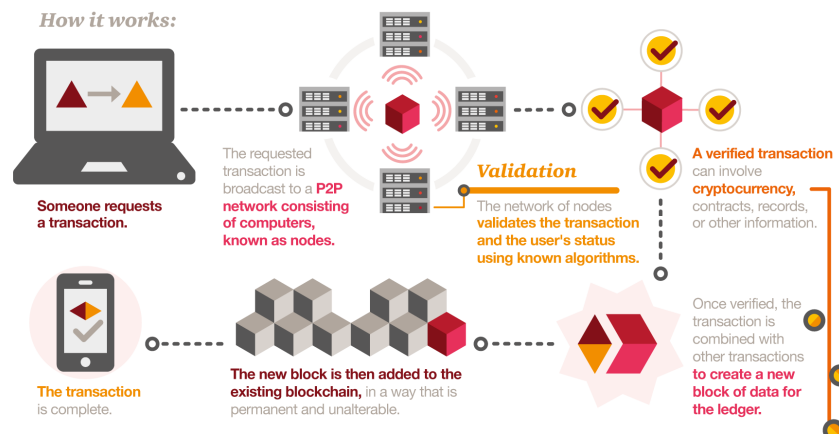 How it works:
Someone requests
a transaction.
The requested
transaction is
broadcast to a P2P
network consisting
of computers,
known as nodes.
Validation
The network of nodes
validates the transaction
and the user's status
using known algorithms.
A verified transaction
can involve
cryptocurrency,
contracts, records,
or other information.
Once verified, the
transaction is
combined with
other transactions
to create a new
block of data for
the ledger.
The new block is then added to the
existing blockchain, in a way that is
permanent and unalterable.
The transaction
is complete.